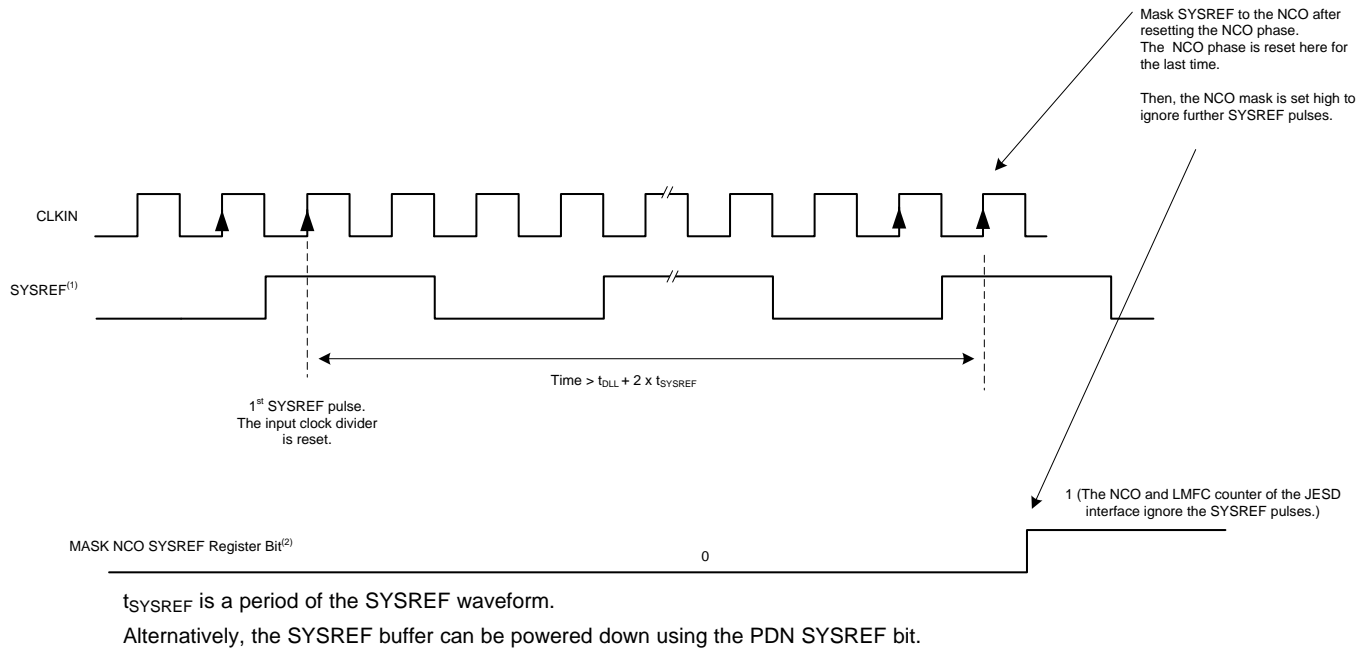 Mask SYSREF to the NCO after
resetting the NCO phase.
The NCO phase is reset here for
the last time.
Then, the NCO mask is set high to
ignore further SYSREF pulses.
CLKIN
SYSREF(1)
Time > tDLL + 2 x tSYSREF
1st SYSREF pulse.
The input clock divider
is reset.
1 (The NCO and LMFC counter of the JESD
interface ignore the SYSREF pulses.)
MASK NCO SYSREF Register Bit(2)
0
tSYSREF is a period of the SYSREF waveform.
Alternatively, the SYSREF buffer can be powered down using the PDN SYSREF bit.